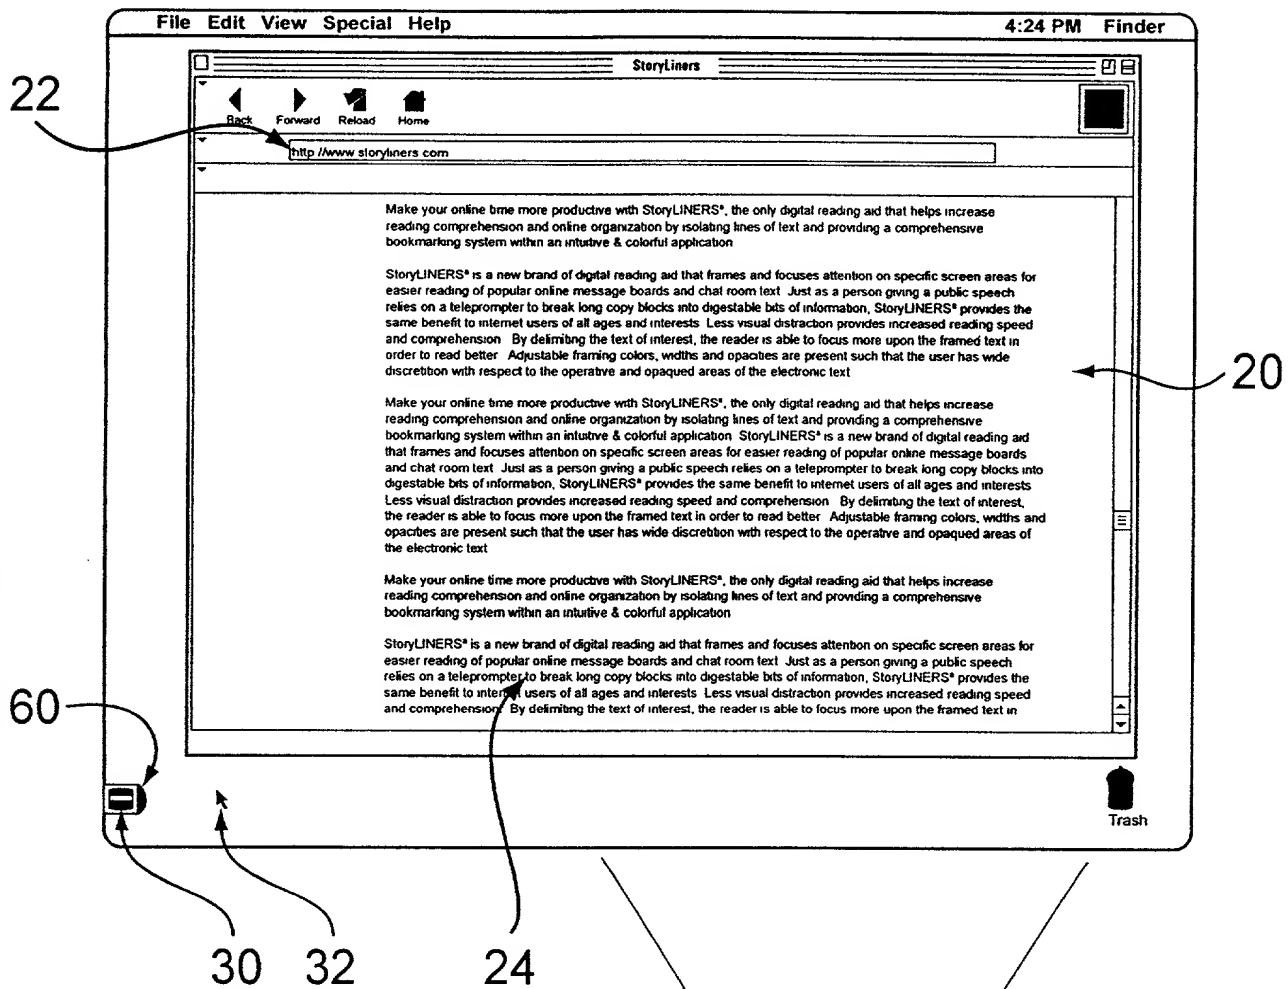 File Edit View Special Help 4:24 PM Finder
StoryLiners
22
Back Forward Reload Home
http //www storyliners com
Make your online time more productive with StoryLINERS®, the only digital reading aid that helps increase
reading comprehension and online organization by isolating lines of text and providing a comprehensive
bookmarking system within an intuitive & colorful application
StoryLINERS® is a new brand of digital reading aid that frames and focuses attention on specific screen areas for
easier reading of popular online message boards and chat room text Just as a person giving a public speech
relies on a teleprompter to break long copy blocks into digestable bits of information, StoryLINERS® provides the
same benefit to internet users of all ages and interests Less visual distraction provides increased reading speed
and comprehension By delimiting the text of interest, the reader is able to focus more upon the framed text in
order to read better Adjustable framing colors, widths and opacities are present such that the user has wide
discretition with respect to the operative and opaqued areas of the electronic text
20
Make your online time more productive with StoryLINERS®, the only digital reading aid that helps increase
reading comprehension and online organization by isolating lines of text and providing a comprehensive
bookmarking system within an intuitive & colorful application StoryLINERS® is a new brand of digital reading aid
that frames and focuses attention on specific screen areas for easier reading of popular online message boards
and chat room text Just as a person giving a public speech relies on a teleprompter to break long copy blocks into
digestable bits of information, StoryLINERS® provides the same benefit to internet users of all ages and interests
Less visual distraction provides increased reading speed and comprehension By delimiting the text of interest,
the reader is able to focus more upon the framed text in order to read better Adjustable framing colors, widths and
opacities are present such that the user has wide discretition with respect to the operative and opaqued areas of
the electronic text
Make your online time more productive with StoryLINERS®, the only digital reading aid that helps increase
reading comprehension and online organization by isolating lines of text and providing a comprehensive
bookmarking system within an intuitive & colorful application
StoryLINERS® is a new brand of digital reading aid that frames and focuses attention on specific screen areas for
easier reading of popular online message boards and chat room text Just as a person giving a public speech
relies on a teleprompter to break long copy blocks into digestable bits of information, StoryLINERS® provides the
same benefit to internet users of all ages and interests Less visual distraction provides increased reading speed
and comprehension By delimiting the text of interest, the reader is able to focus more upon the framed text in
60
Trash
30 32 24